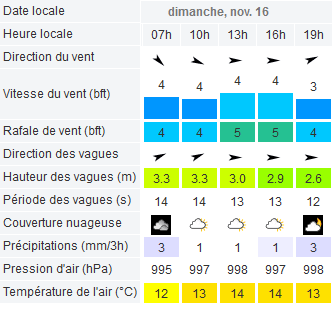 Date locale dimanche, nov. 16
Heure locale 07h 10h 13h 16h 19h
Direction du vent
Vitesse du vent (bft) 4 4 4 4 3
Rafale de vent (bft) 4 4 5 5 4
Direction des vagues
Hauteur des vagues (m) 3.3 3.3 3.0 2.9 2.6
Période des vagues (s) 14 14 13 13 12
Couverture nuageuse
Précipitations (mm/3h) 3 1 1 1 3
Pression d'air (hPa) 995 997 998 998 997
Température de l'air (°C) 12 13 14 14 13